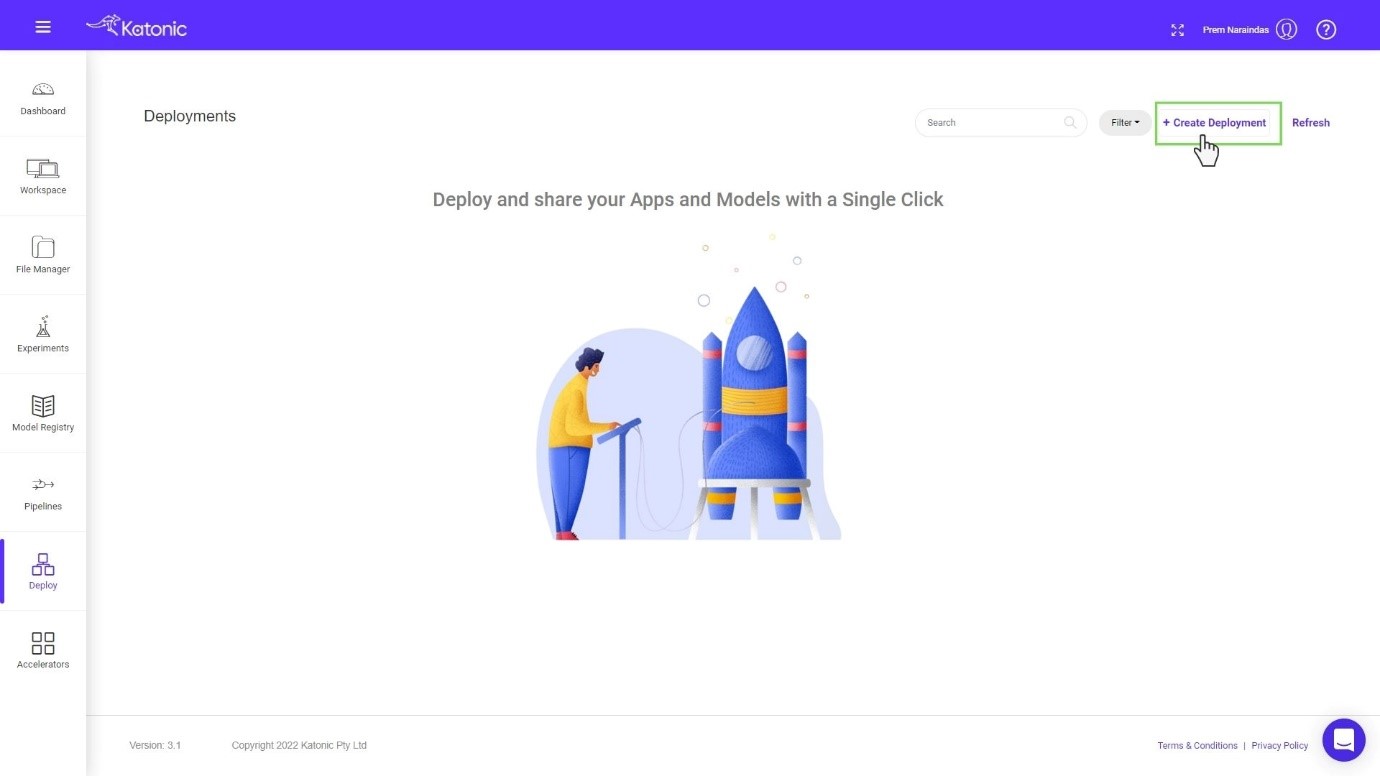 Katonic
Prem Naraindas
?
Dashboard
Workspace
File Manager
Experiments
Model Registry
Pipelines
Deploy
Accelerators
Deployments
Search
Filter
+ Create Deployment
Refresh
Deploy and share your Apps and Models with a Single Click
Version: 3.1
Copyright 2022 Katonic Pty Ltd
Terms & Conditions | Privacy Policy